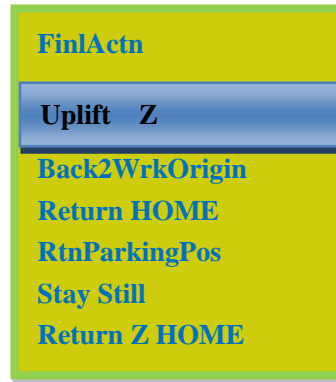 FinlActn
Uplift Z
Back2WrkOrigin
Return HOME
RtnParkingPos
Stay Still
Return Z HOME